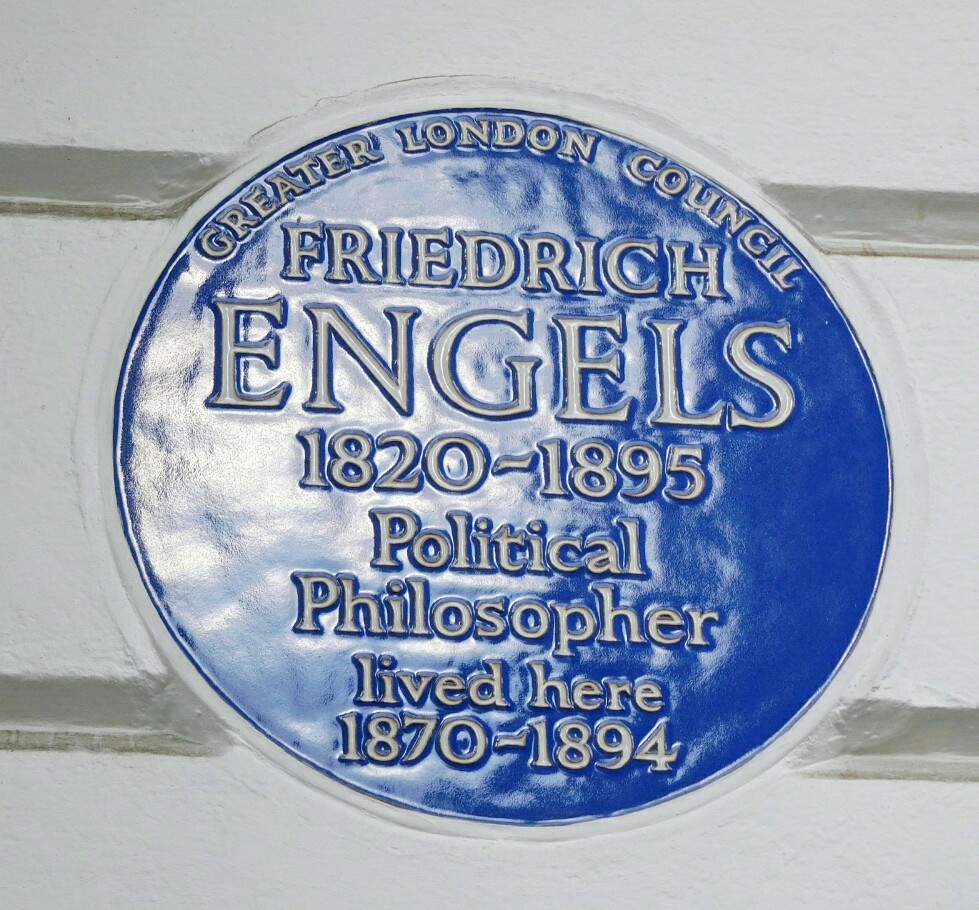 GREATER LONDON COUNCIL
FRIEDRICH
ENGELS
1820~1895
Political
Philosopher
lived here
1870~1894